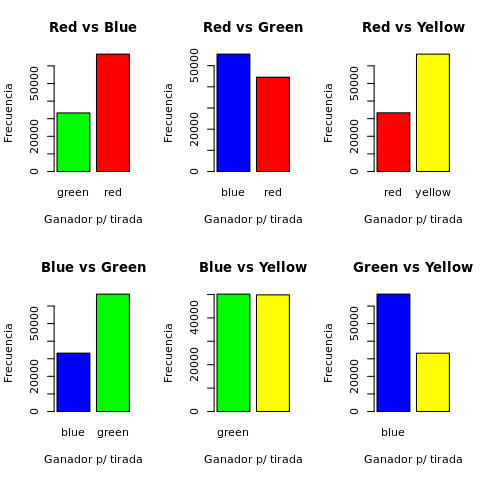 Red vs Blue
Frecuencia
0
20000
50000
green red
Ganador p/ tirada
Red vs Green
Frecuencia
0
20000
50000
blue red
Ganador p/ tirada
Red vs Yellow
Frecuencia
0
20000
50000
red yellow
Ganador p/ tirada
Blue vs Green
Frecuencia
0
20000
50000
blue green
Ganador p/ tirada
Blue vs Yellow
Frecuencia
0
20000
40000
green
Ganador p/ tirada
Green vs Yellow
Frecuencia
0
20000
50000
blue
Ganador p/ tirada